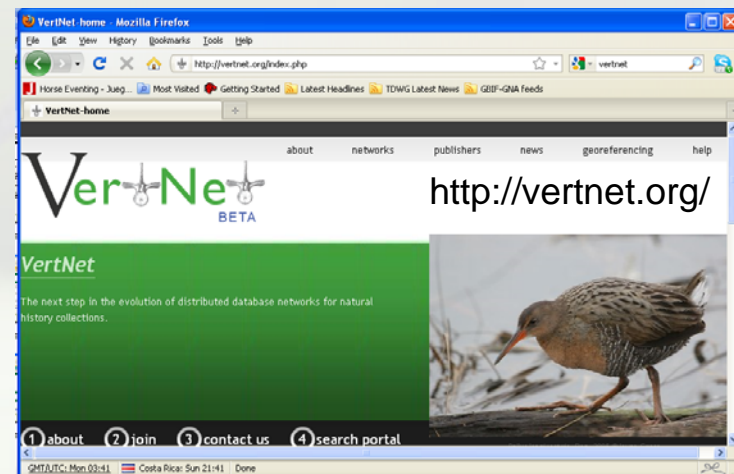 VertNet-home - Mozilla Firefox
File Edit View History Bookmarks Tools Help
http://vertnet.org/index.php
vertnet
Horse Eventing - Jueg... Most Visited Getting Started Latest Headlines TDWG Latest News GBIF-GNA feeds
VertNet-home
about networks publishers news georeferencing help
VertNet
BETA
http://vertnet.org/
VertNet
The next step in the evolution of distributed database networks for natural
history collections.
1 about 2 join 3 contact us 4 search portal
GMT/UTC: Mon 03:41 Costa Rica: Sun 21:41 Done